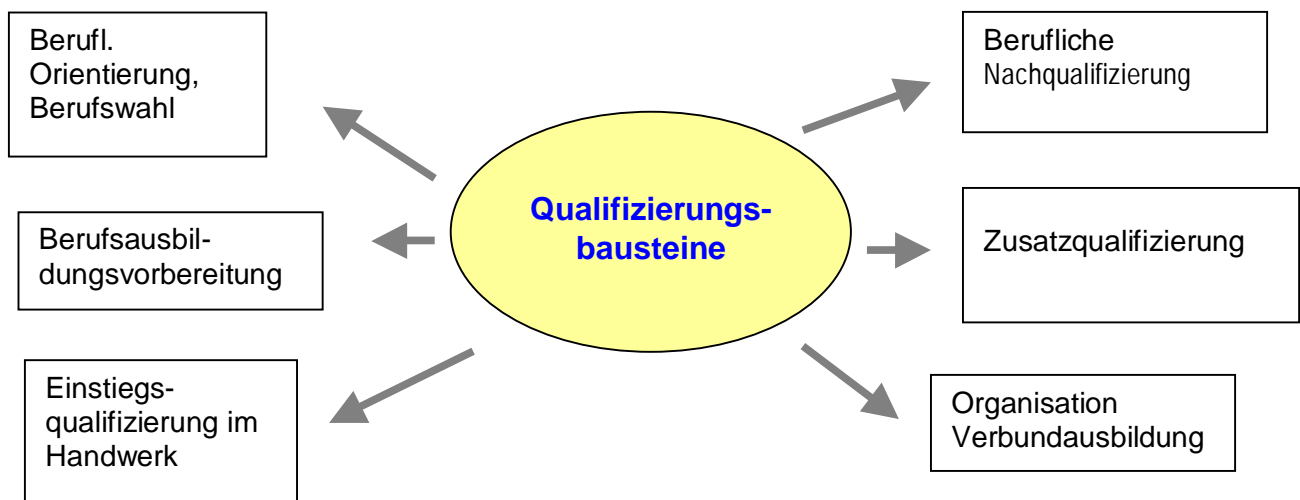 Berufl.
Orientierung,
Berufswahl
Berufsausbil-
dungsvorbereitung
Einstiegs-
qualifizierung im
Handwerk
Qualifizierungs-
bausteine
Berufliche
Nachqualifizierung
Zusatzqualifizierung
Organisation
Verbundausbildung